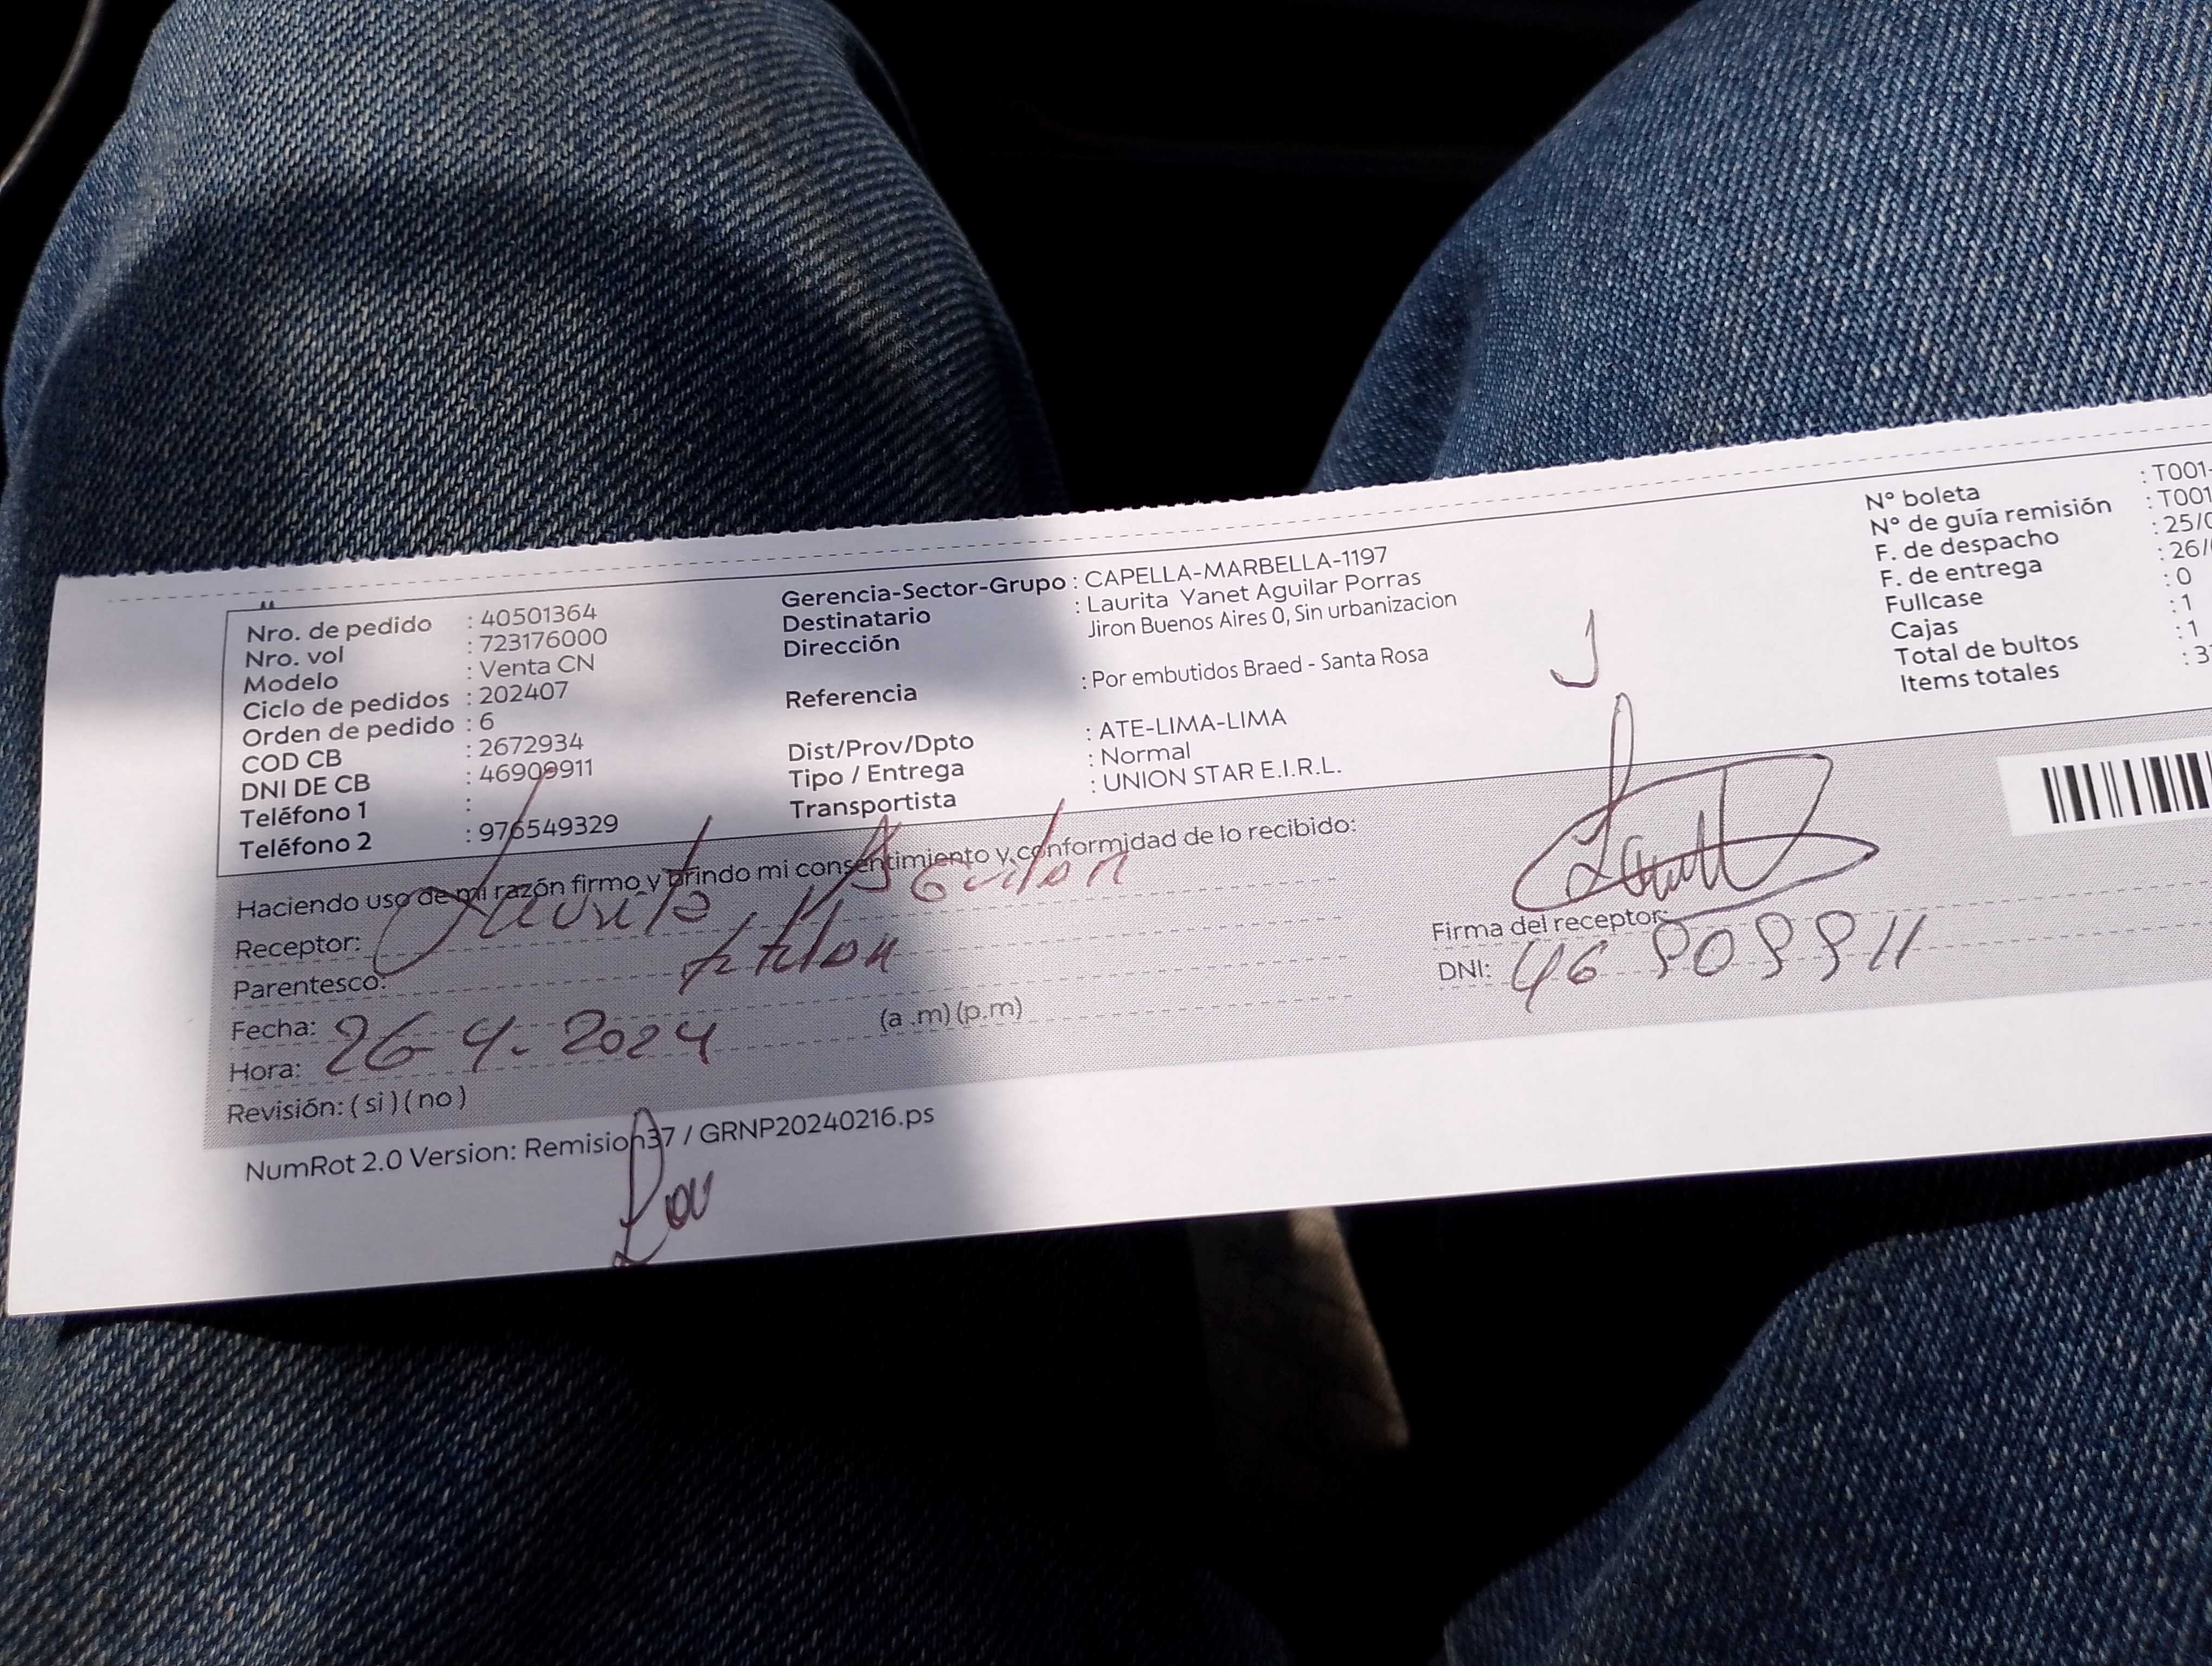 Nro. de pedido : 40501364
Nro. vol : 723176000
Modelo : Venta CN
Ciclo de pedidos : 202407
Orden de pedido : 6
COD CB : 2672934
DNI DE CB : 46909911
Teléfono 1 :
Teléfono 2 : 976549329
Gerencia-Sector-Grupo : CAPELLA-MARBELLA-1197
Destinatario : Laurita Yanet Aguilar Porras
Dirección Jiron Buenos Aires 0, Sin urbanizacion
Referencia : Por embutidos Braed - Santa Rosa
Dist/Prov/Dpto : ATE-LIMA-LIMA
Tipo / Entrega : Normal
Transportista : UNION STAR E.I.R.L.
N° boleta : T001-
N° de guía remisión : T001
F. de despacho : 25/0
F. de entrega : 26/
Fullcase : 0
Cajas : 1
Total de bultos : 1
Items totales : 3
Haciendo uso de mi razón firmo y brindo mi consentimiento y conformidad de lo recibido:
Receptor: Laurita Aguilar
Parentesco:
Fecha: 26-4-2024
Hora: (a .m) (p.m)
Revisión: ( si ) ( no )
Firma del receptor:
DNI: 46909911
NumRot 2.0 Version: Remision37 / GRNP20240216.ps